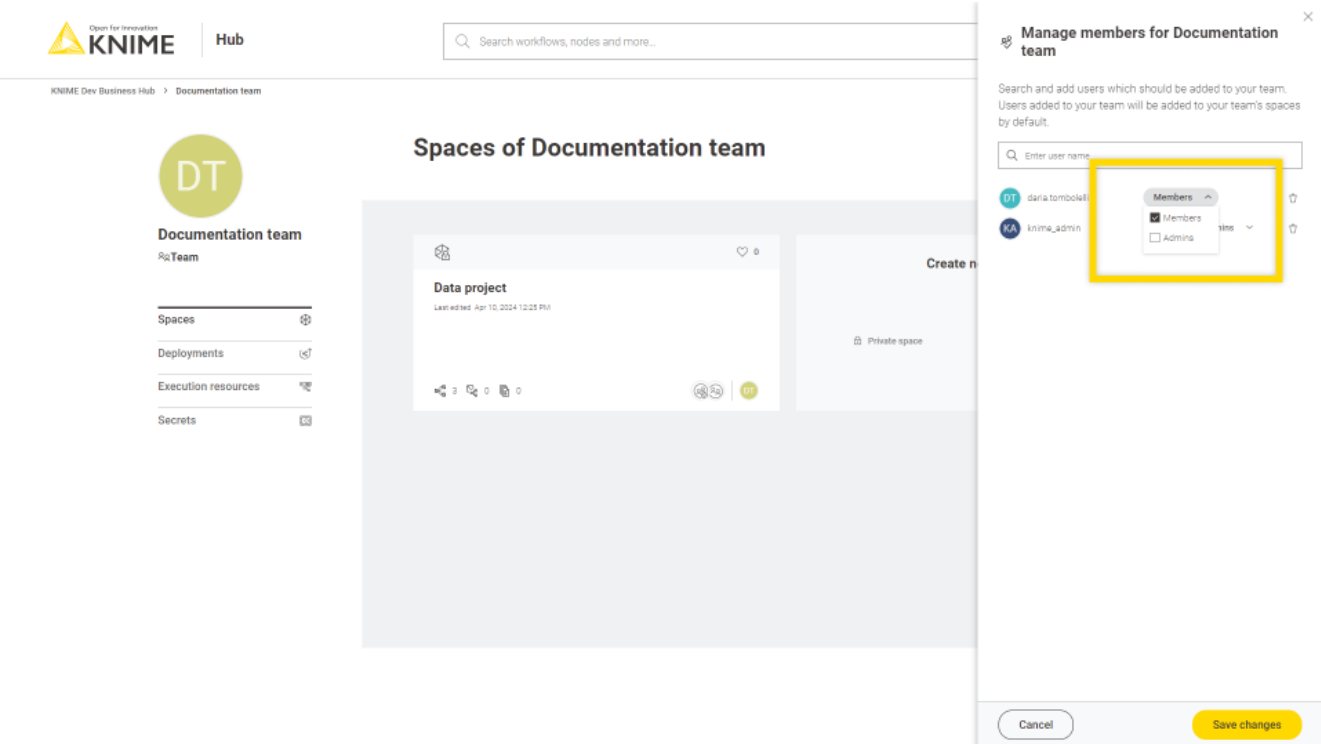 Open for Innovation
KNIME
Hub
Search workflows, nodes and more...
KNIME Dev Business Hub > Documentation team
DT
Documentation team
Team
Spaces
Deployments
Execution resources
Secrets
Spaces of Documentation team
0
Data project
Last edited Apr 10, 2024 12:25 PM
3 0 0
DT
Create n
Private space
Manage members for Documentation
team
Search and add users which should be added to your team.
Users added to your team will be added to your team's spaces
by default.
Enter user name
DT daria.tombolelli Members
Members
KA knime_admin
Admins
Cancel
Save changes